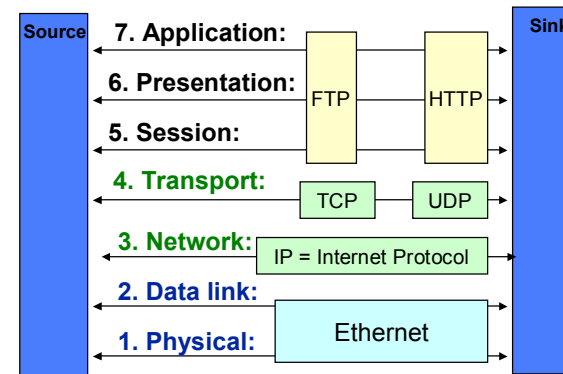 Source
Sink
7. Application:
6. Presentation:
FTP
HTTP
5. Session:
4. Transport:
TCP
UDP
3. Network:
IP = Internet Protocol
2. Data link:
Ethernet
1. Physical: